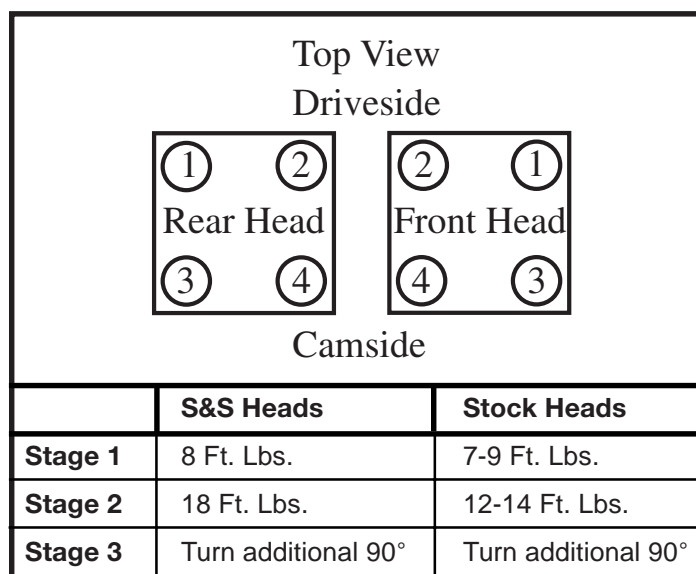 Top View
Driveside
1 2 2 1
Rear Head Front Head
3 4 4 3
Camside
S&S Heads Stock Heads
Stage 1 8 Ft. Lbs. 7-9 Ft. Lbs.
Stage 2 18 Ft. Lbs. 12-14 Ft. Lbs.
Stage 3 Turn additional 90° Turn additional 90°